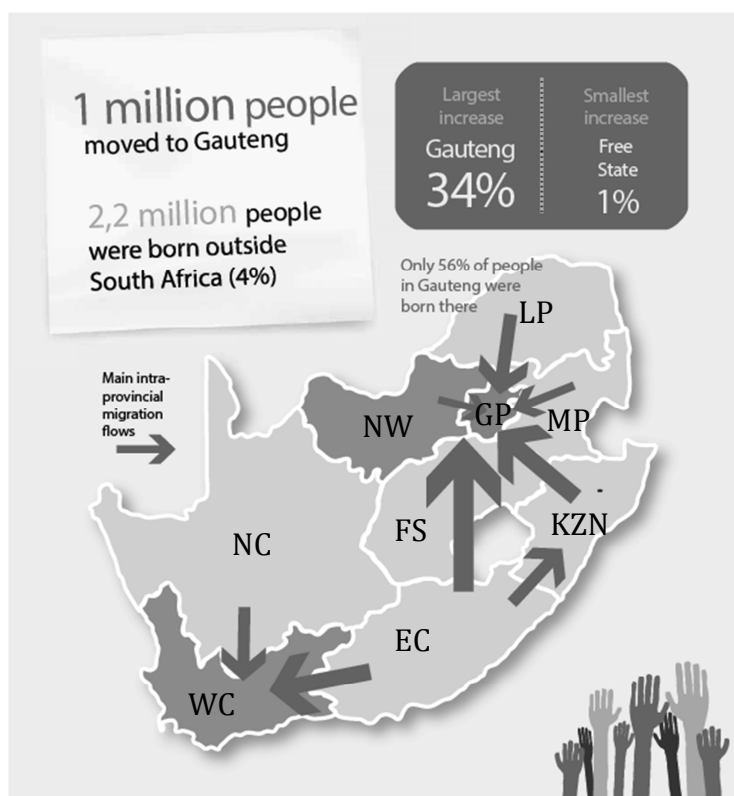 1 million people
moved to Gauteng
2,2 million people
were born outside
South Africa (4%)
Largest
increase
Gauteng
34%
Smallest
increase
Free
State
1%
Only 56% of people
in Gauteng were
born there
Main intra-
provincial
migration
flows
LP
NW
GP
MP
FS
KZN
NC
EC
WC